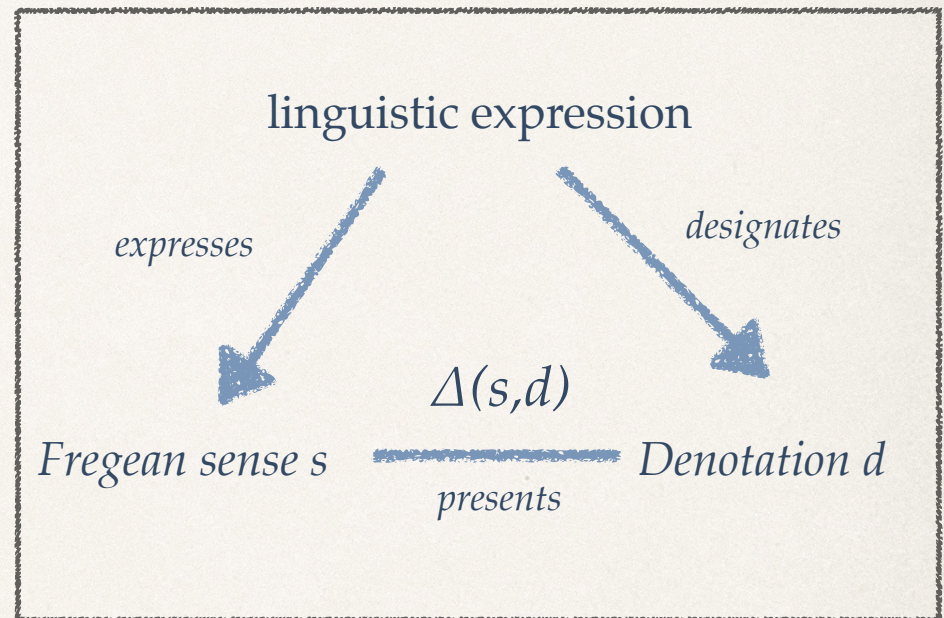 linguistic expression
expresses
designates
Δ(s,d)
Fregean sense s
Denotation d
presents